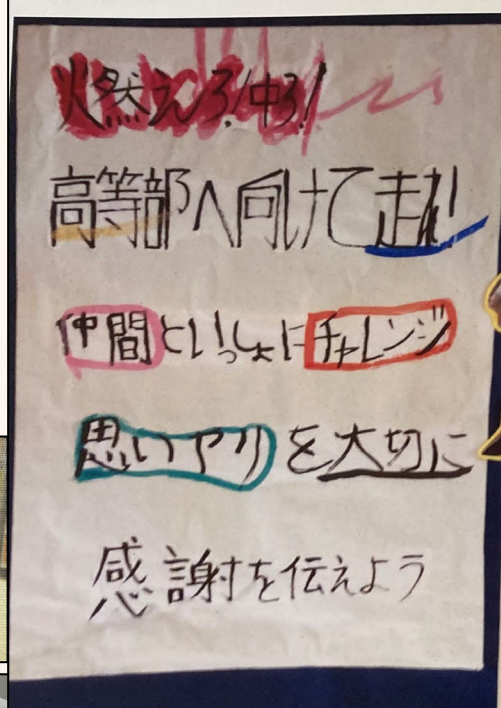 燃えろ!中3!
高等部へ向けて走れ!
仲間といっしょにチャレンジ
思いやりを大切に
感謝を伝えよう